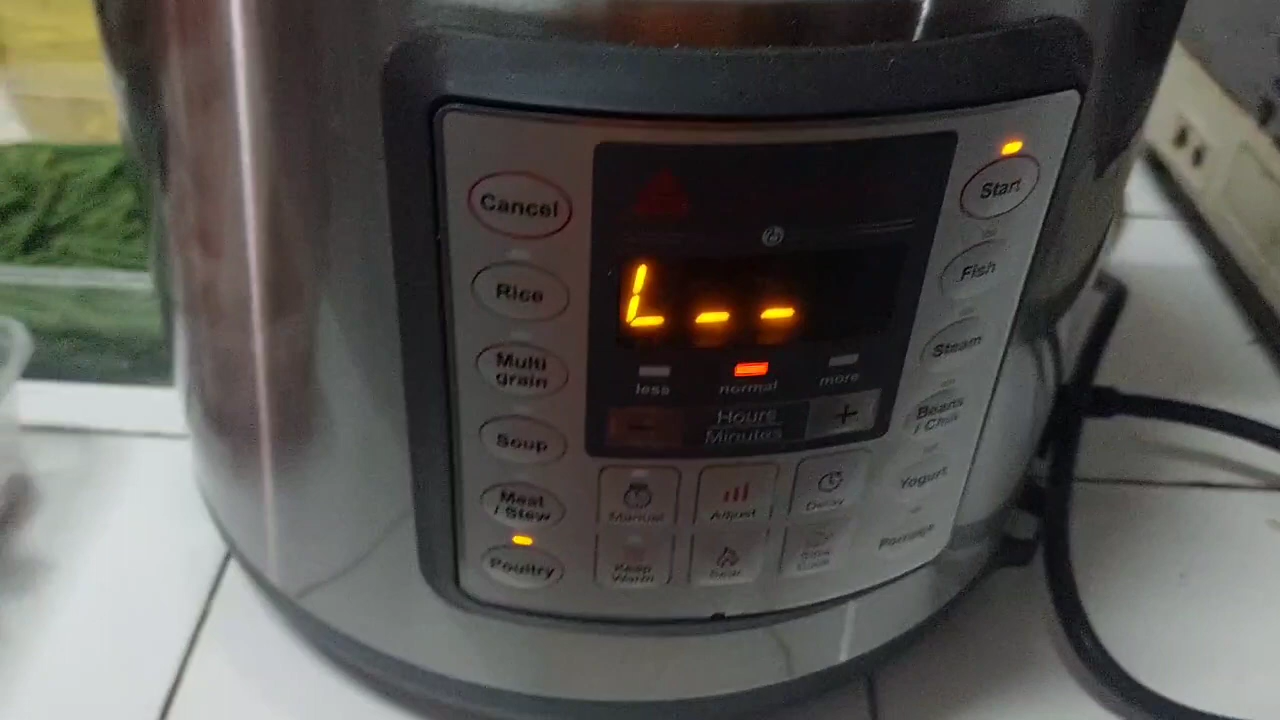 Cancel
Start
Rice
Fish
Multi
grain
Steam
L--
less
normal
more
- Hours +
Minutes
Soup
Beans
/ Chili
Meat
/ Stew
Manual
Adjust
Delay
Yogurt
Poultry
Keep
Warm
Sear
Slow
Cook
Porridge